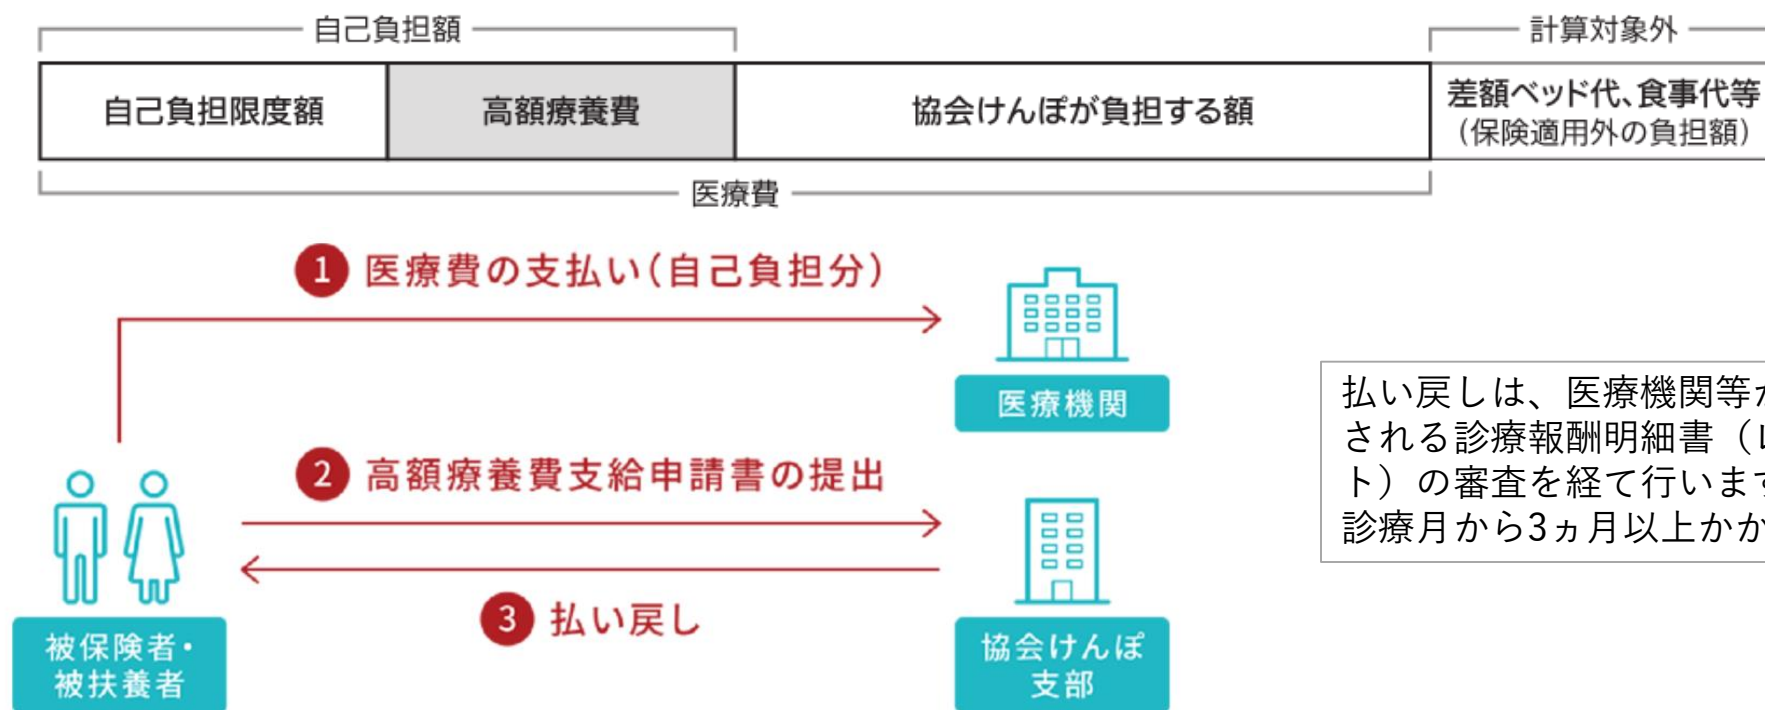 自己負担額
計算対象外
自己負担限度額
高額療養費
協会けんぽが負担する額
差額ベッド代、食事代等
（保険適用外の負担額）
医療費
1 医療費の支払い（自己負担分）
医療機関
払い戻しは、医療機関等
される診療報酬明細書（
ト）の審査を経て行います
診療月から3ヵ月以上かか
2 高額療養費支給申請書の提出
3 払い戻し
被保険者・
被扶養者
協会けんぽ
支部